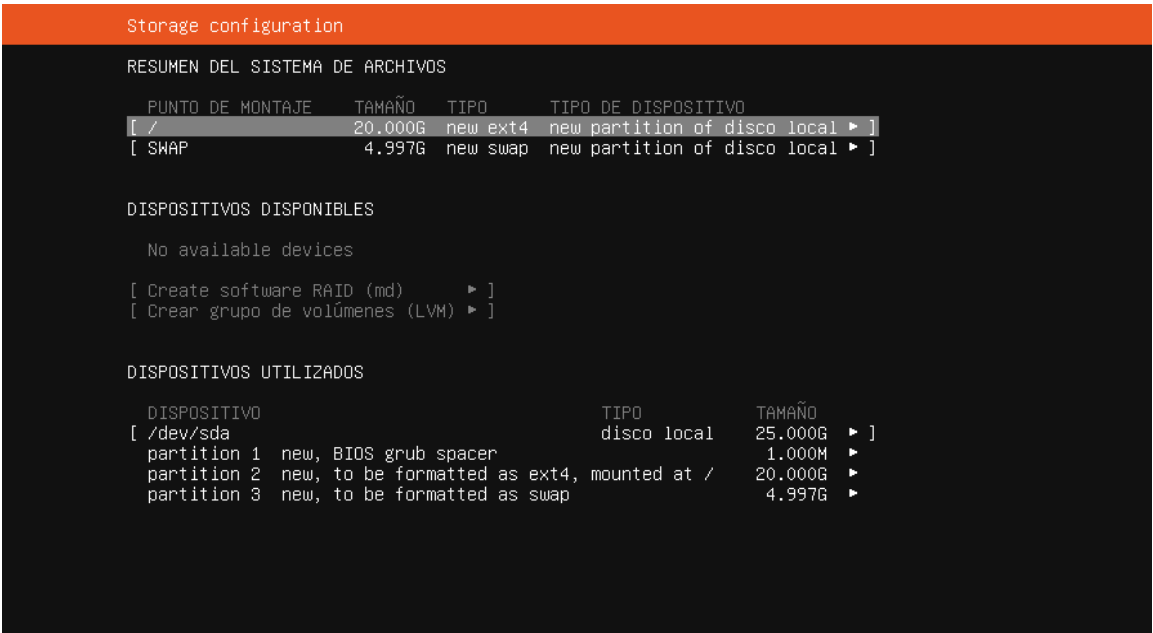 Storage configuration
RESUMEN DEL SISTEMA DE ARCHIVOS
PUNTO DE MONTAJE TAMAÑO TIPO TIPO DE DISPOSITIVO
[ / 20.000G new ext4 new partition of disco local ▸ ]
[ SWAP 4.997G new swap new partition of disco local ▸ ]
DISPOSITIVOS DISPONIBLES
No available devices
[ Create software RAID (md) ▸ ]
[ Crear grupo de volúmenes (LVM) ▸ ]
DISPOSITIVOS UTILIZADOS
DISPOSITIVO TIPO TAMAÑO
[ /dev/sda disco local 25.000G ▸ ]
partition 1 new, BIOS grub spacer 1.000M ▸
partition 2 new, to be formatted as ext4, mounted at / 20.000G ▸
partition 3 new, to be formatted as swap 4.997G ▸